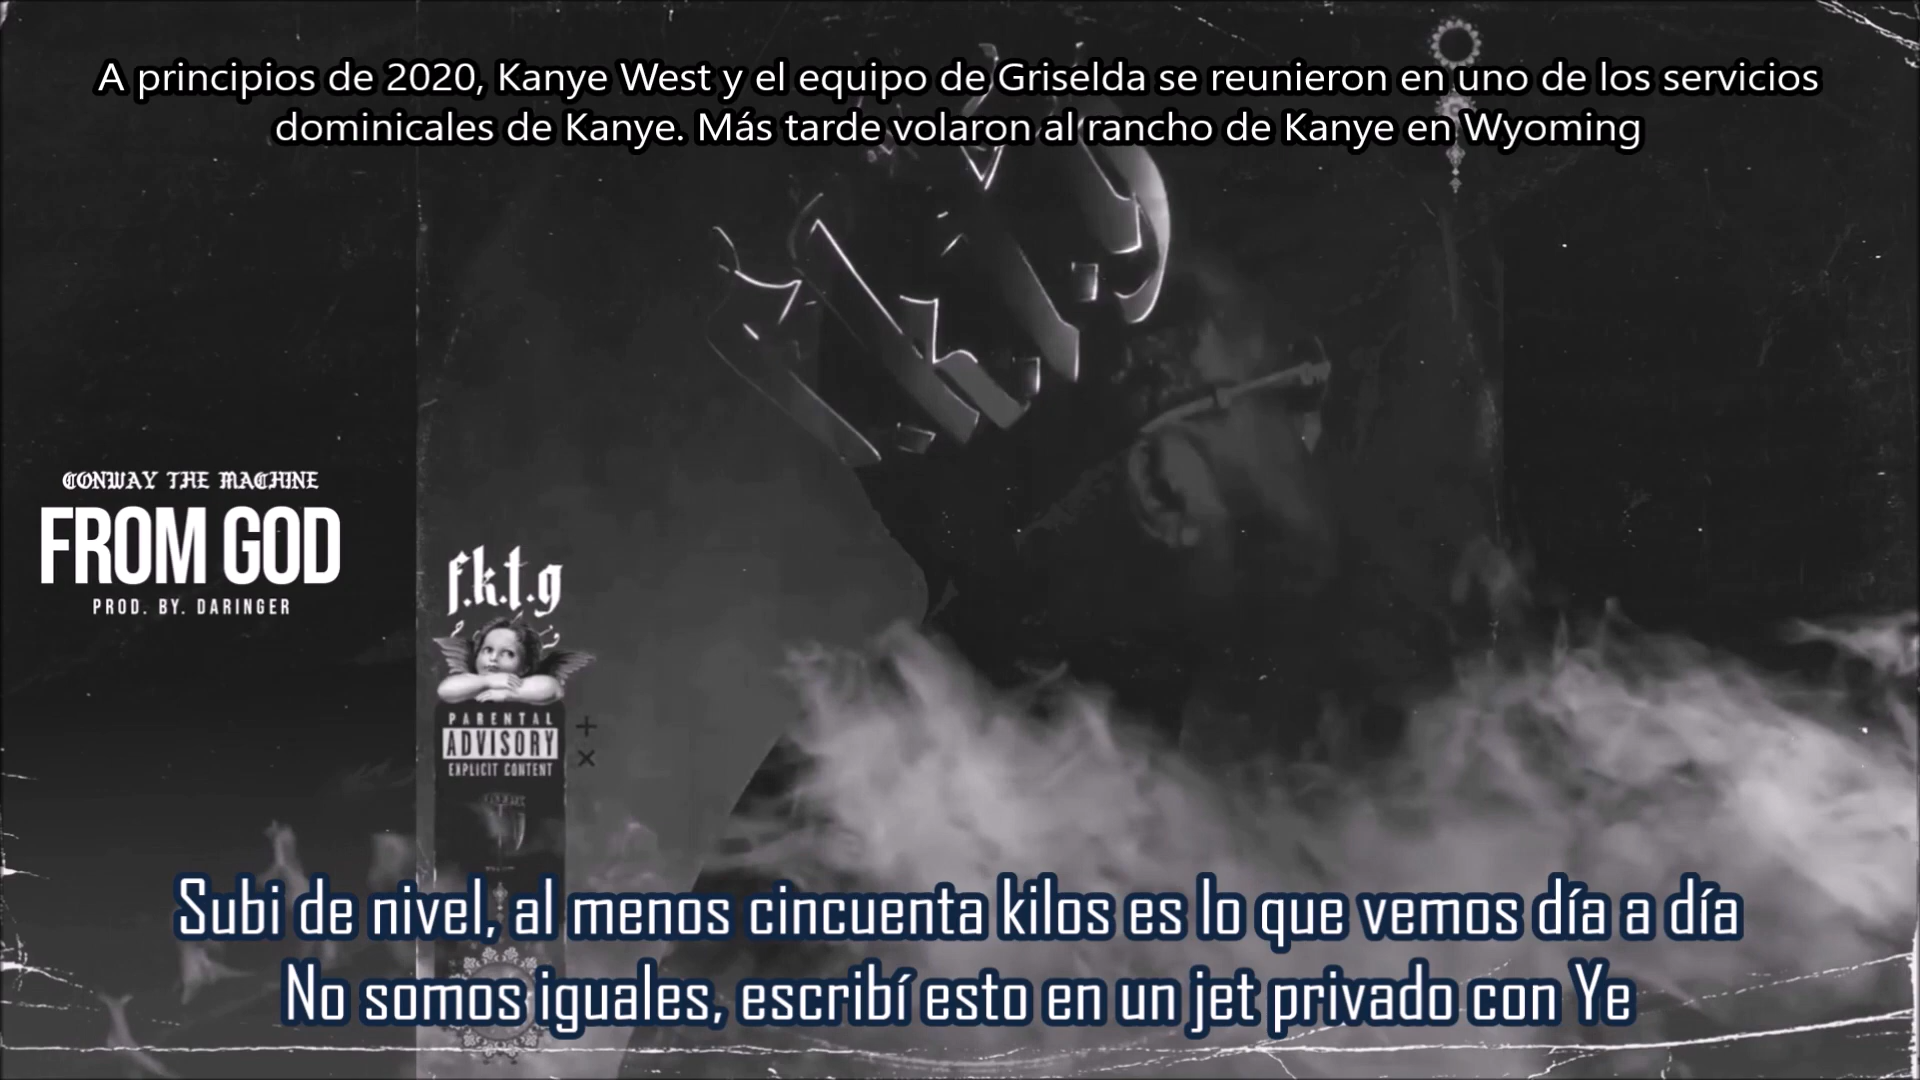 A principios de 2020, Kanye West y el equipo de Griselda se reunieron en uno de los servicios
dominicales de Kanye. Más tarde volaron al rancho de Kanye en Wyoming
CONWAY THE MACHINE
FROM GOD
PROD. BY. DARINGER
f.k.t.g
PARENTAL
ADVISORY
EXPLICIT CONTENT
Subi de nivel, al menos cincuenta kilos es lo que vemos día a día
No somos iguales, escribí esto en un jet privado con Ye